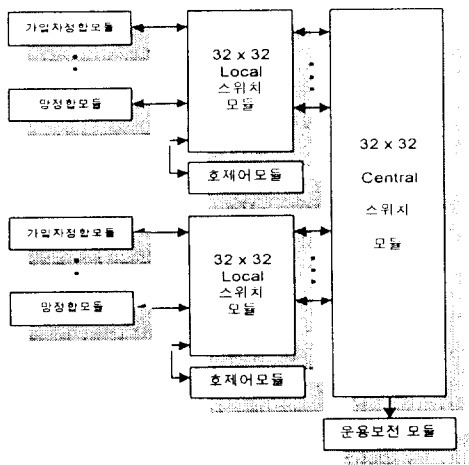 가입자정합모듈
망정합모듈
32 x 32
Local
스위치
모듈
호제어모듈
가입자정합모듈
망정합모듈
32 x 32
Local
스위치
모듈
호제어모듈
32 x 32
Central
스위치
모듈
운용보전 모듈